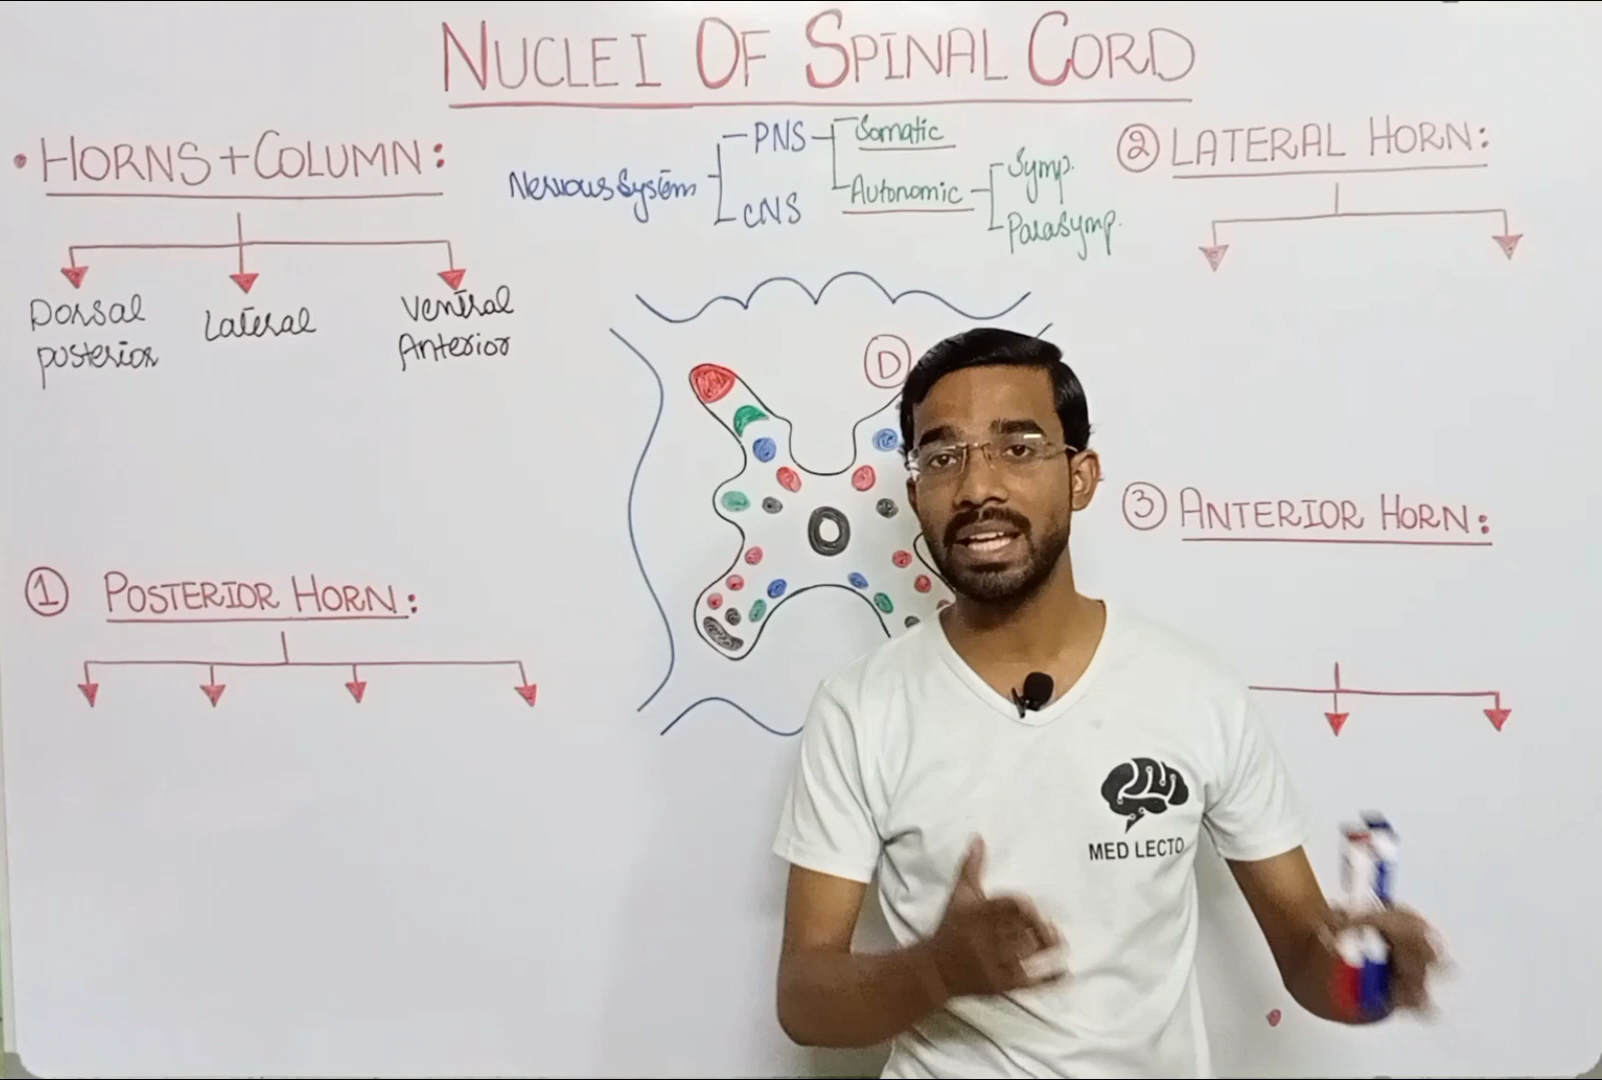 NUCLEI OF SPINAL CORD
• HORNS + COLUMN:
Dorsal
posterior
Lateral
Ventral
Anterior
Nervous System
PNS
CNS
Somatic
Autonomic
Symp.
Parasymp.
② LATERAL HORN:
D
① POSTERIOR HORN:
③ ANTERIOR HORN:
MED LECTO